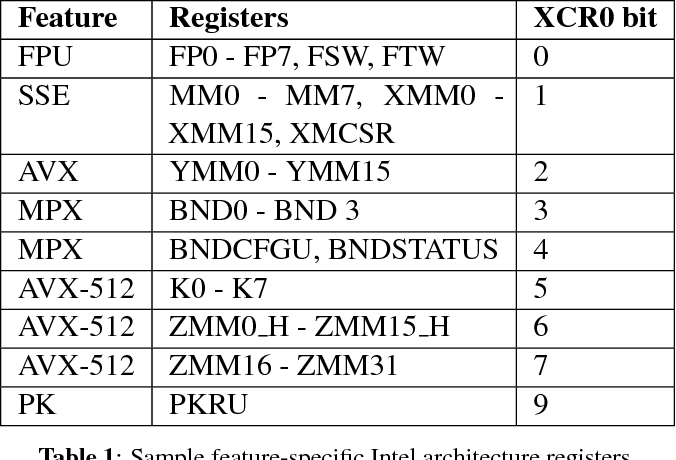 Feature Registers XCR0 bit
FPU FP0 - FP7, FSW, FTW 0
SSE MM0 - MM7, XMM0 - 1
XMM15, XMCSR
AVX YMM0 - YMM15 2
MPX BND0 - BND 3 3
MPX BNDCFGU, BNDSTATUS 4
AVX-512 K0 - K7 5
AVX-512 ZMM0_H - ZMM15_H 6
AVX-512 ZMM16 - ZMM31 7
PK PKRU 9
Table 1: Sample feature-specific Intel architecture registers